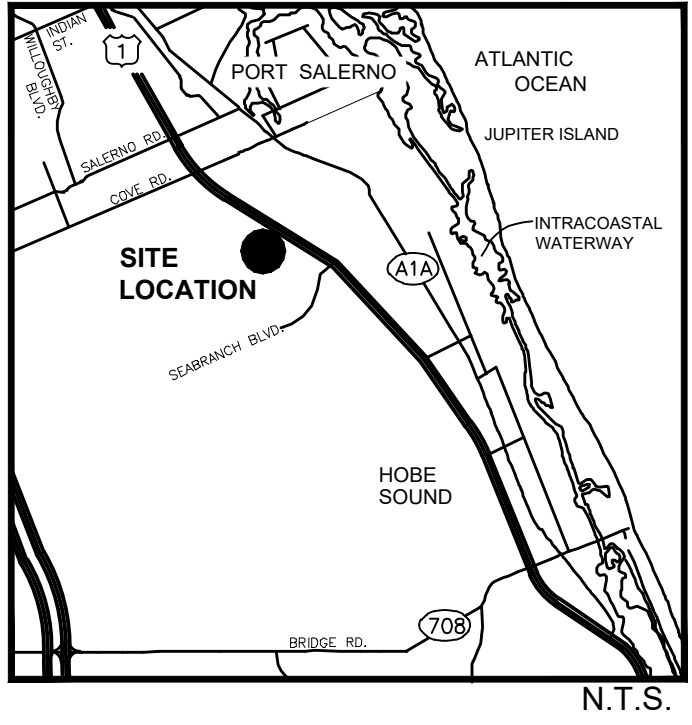 INDIAN
ST.
WILLOUGHBY
BLVD.
1
PORT SALERNO
ATLANTIC
OCEAN
JUPITER ISLAND
SALERNO RD.
COVE RD.
INTRACOASTAL
WATERWAY
SITE
LOCATION
A1A
SEABRANCH BLVD.
HOBE
SOUND
708
BRIDGE RD.
N.T.S.